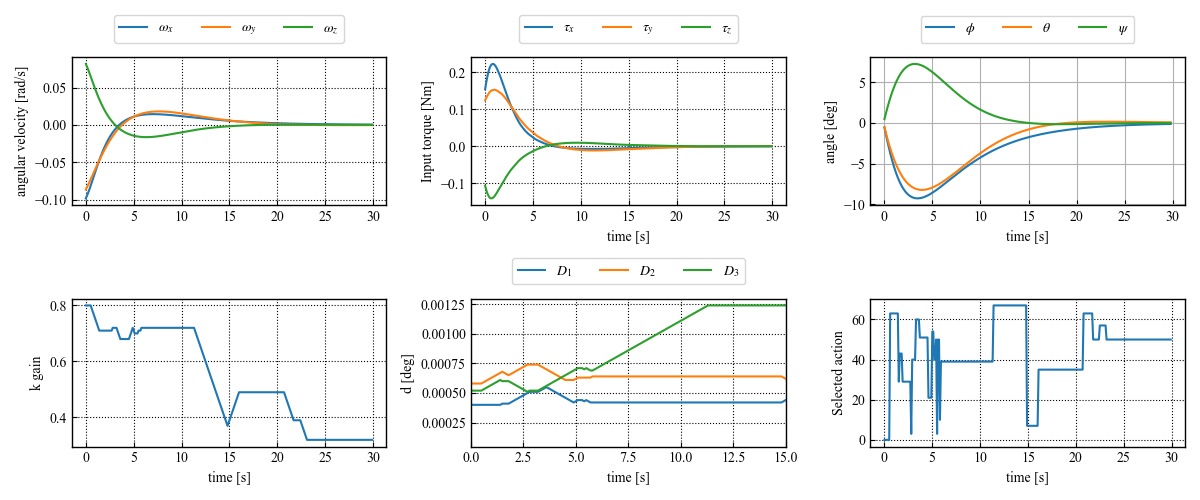 ωx ωy ωz
τx τy τz
ϕ θ ψ
angular velocity [rad/s]
0.05
0.00
−0.05
−0.10
0 5 10 15 20 25 30
Input torque [Nm]
0.2
0.1
0.0
−0.1
0 5 10 15 20 25 30
time [s]
angle [deg]
5
0
−5
−10
0 5 10 15 20 25 30
time [s]
k gain
0.8
0.6
0.4
0 5 10 15 20 25 30
time [s]
D1 D2 D3
d [deg]
0.00125
0.00100
0.00075
0.00050
0.00025
0.0 2.5 5.0 7.5 10.0 12.5 15.0
time [s]
Selected action
60
40
20
0
0 5 10 15 20 25 30
time [s]